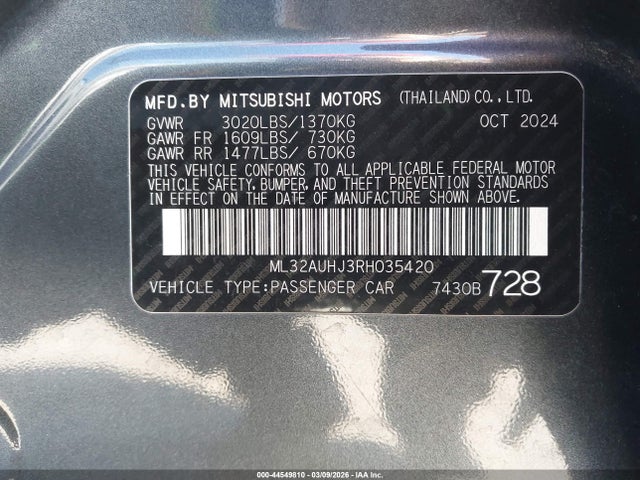 MFD.BY MITSUBISHI MOTORS (THAILAND) CO., LTD.
GVWR 3020LBS/1370KG OCT 2024
GAWR FR 1609LBS/ 730KG
GAWR RR 1477LBS/ 670KG
THIS VEHICLE CONFORMS TO ALL APPLICABLE FEDERAL MOTOR
VEHICLE SAFETY, BUMPER, AND THEFT PREVENTION STANDARDS
IN EFFECT ON THE DATE OF MANUFACTURE SHOWN ABOVE.
ML32AUHJ3RH035420
VEHICLE TYPE:PASSENGER CAR 7430B 728
000-44549810 - 03/09/2026 - IAA Inc.